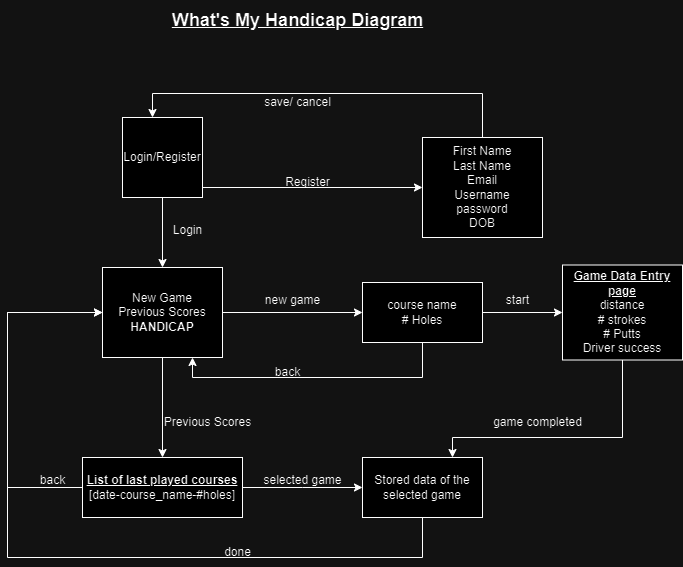 What's My Handicap Diagram
save/ cancel
Login/Register
First Name
Last Name
Email
Username
password
DOB
Register
Login
New Game
Previous Scores
HANDICAP
new game
course name
# Holes
start
Game Data Entry
page
distance
# strokes
# Putts
Driver success
back
Previous Scores
game completed
back
List of last played courses
[date-course_name-#holes]
selected game
Stored data of the
selected game
done